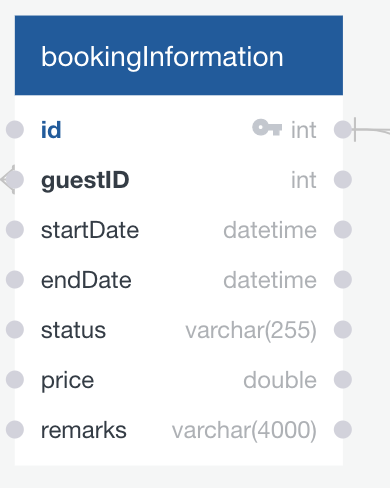 bookingInformation
id int
guestID int
startDate datetime
endDate datetime
status varchar(255)
price double
remarks varchar(4000)